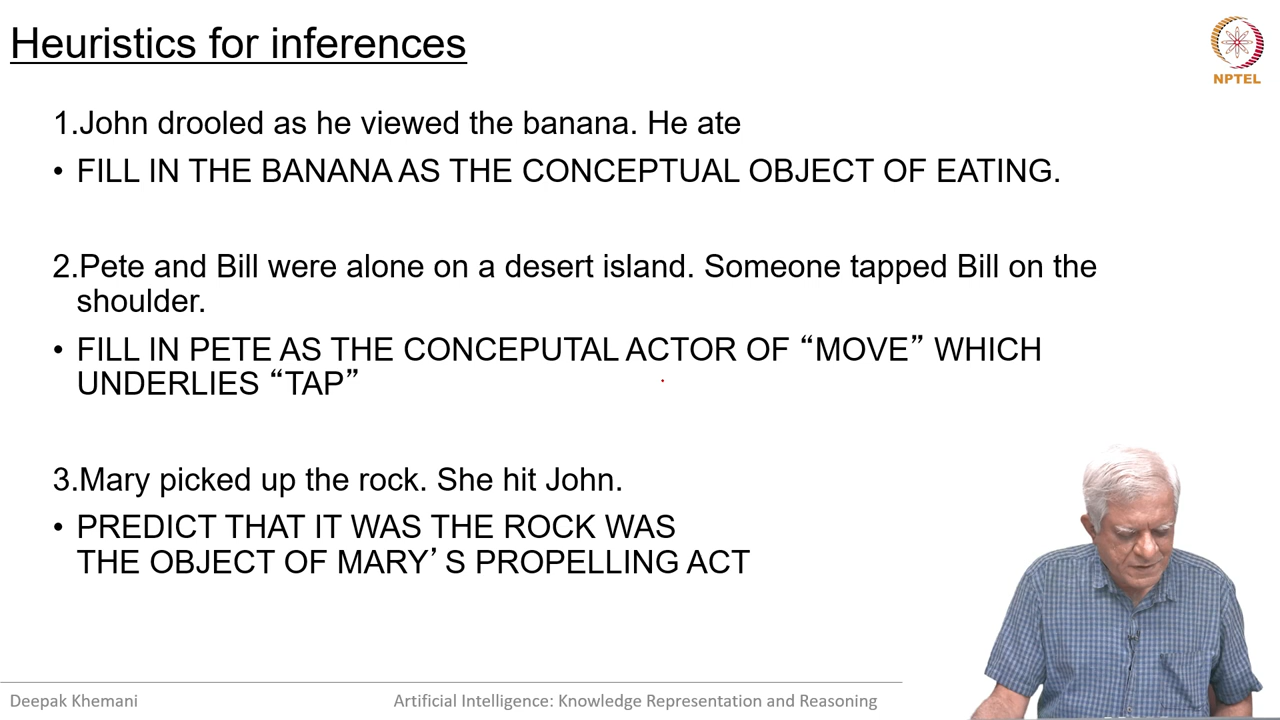 Heuristics for inferences
NPTEL
1.John drooled as he viewed the banana. He ate
• FILL IN THE BANANA AS THE CONCEPTUAL OBJECT OF EATING.
2.Pete and Bill were alone on a desert island. Someone tapped Bill on the
shoulder.
• FILL IN PETE AS THE CONCEPUTAL ACTOR OF “MOVE” WHICH
UNDERLIES “TAP”
3.Mary picked up the rock. She hit John.
• PREDICT THAT IT WAS THE ROCK WAS
THE OBJECT OF MARY’ S PROPELLING ACT
Deepak Khemani
Artificial Intelligence: Knowledge Representation and Reasoning